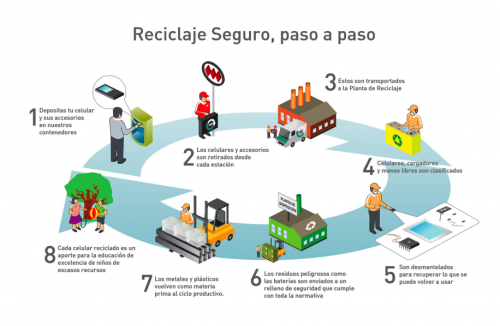 Reciclaje Seguro, paso a paso
1 Depositas tu celular
y sus accesorios
en nuestros
contenedores
2 Los celulares y accesorios
son retirados desde
cada estación
3 Estos son transportados
a la Planta de Reciclaje
4 Celulares, cargadores
y manos libres son clasificados
5 Son desmantelados
para recuperar lo que se
puede volver a usar
6 Los residuos peligrosos como
las baterías son enviados a un
relleno de seguridad que cumple
con toda la normativa
7 Los metales y plásticos
vuelven como materia
prima al ciclo productivo.
8 Cada celular reciclado es un
aporte para la educación de
excelencia de niños de
escasos recursos